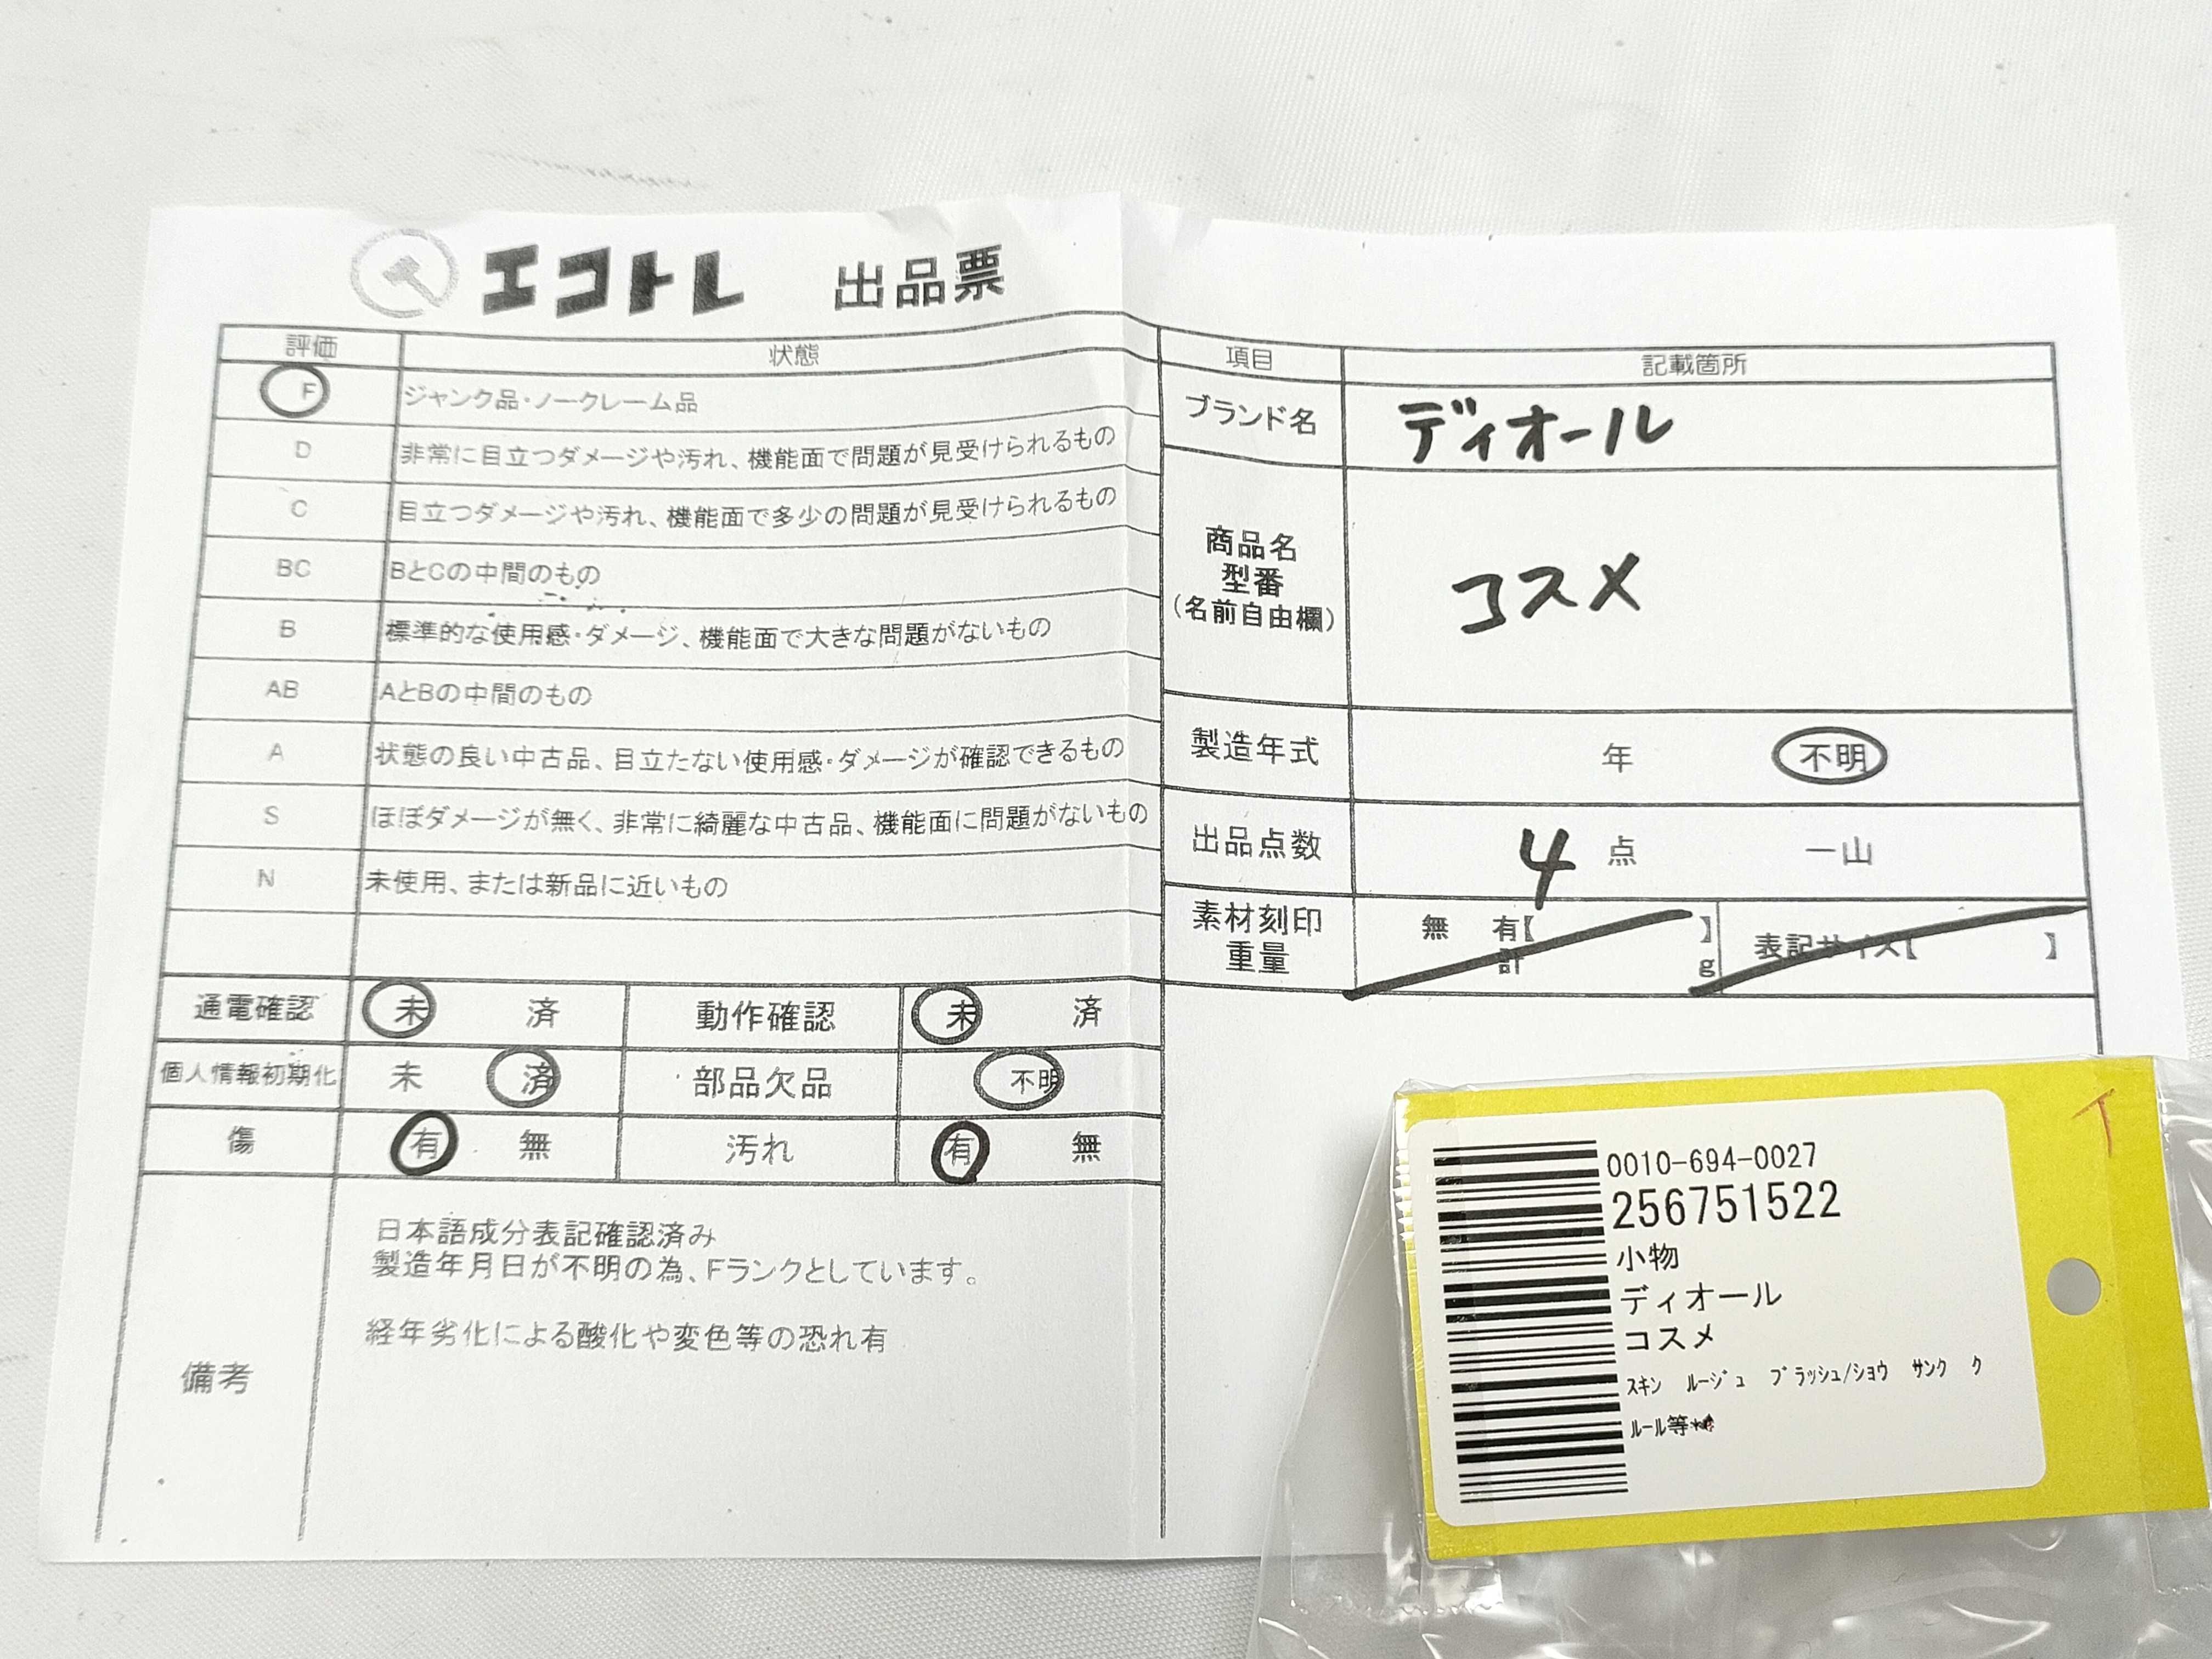 エコトレ 出品票
評価 状態
F ジャンク品・ノークレーム品
D 非常に目立つダメージや汚れ、機能面で問題が見受けられるもの
C 目立つダメージや汚れ、機能面で多少の問題が見受けられるもの
BC BとCの中間のもの
B 標準的な使用感・ダメージ、機能面で大きな問題がないもの
AB AとBの中間のもの
A 状態の良い中古品、目立たない使用感・ダメージが確認できるもの
S ほぼダメージが無く、非常に綺麗な中古品、機能面に問題がないもの
N 未使用、または新品に近いもの
通電確認 未 済 動作確認 未 済
個人情報初期化 未 済 部品欠品 不明
傷 有 無 汚れ 有 無
備考
日本語成分表記確認済み
製造年月日が不明の為、Fランクとしています。
経年劣化による酸化や変色等の恐れ有
項目 記載箇所
ブランド名 ディオール
商品名
型番
(名前自由欄)
コスメ
製造年式 年 不明
出品点数 4 点 一山
素材刻印 無 有【 】 表記サイズ【 】
重量 計 g
0010-694-0027
256751522
小物
ディオール
コスメ
ｽｷﾝ ﾙｰｼﾞｭ ﾌﾞﾗｯｼｭ/ｼｮｳ ｻﾝｸ ｸ
ﾙｰﾙ等*